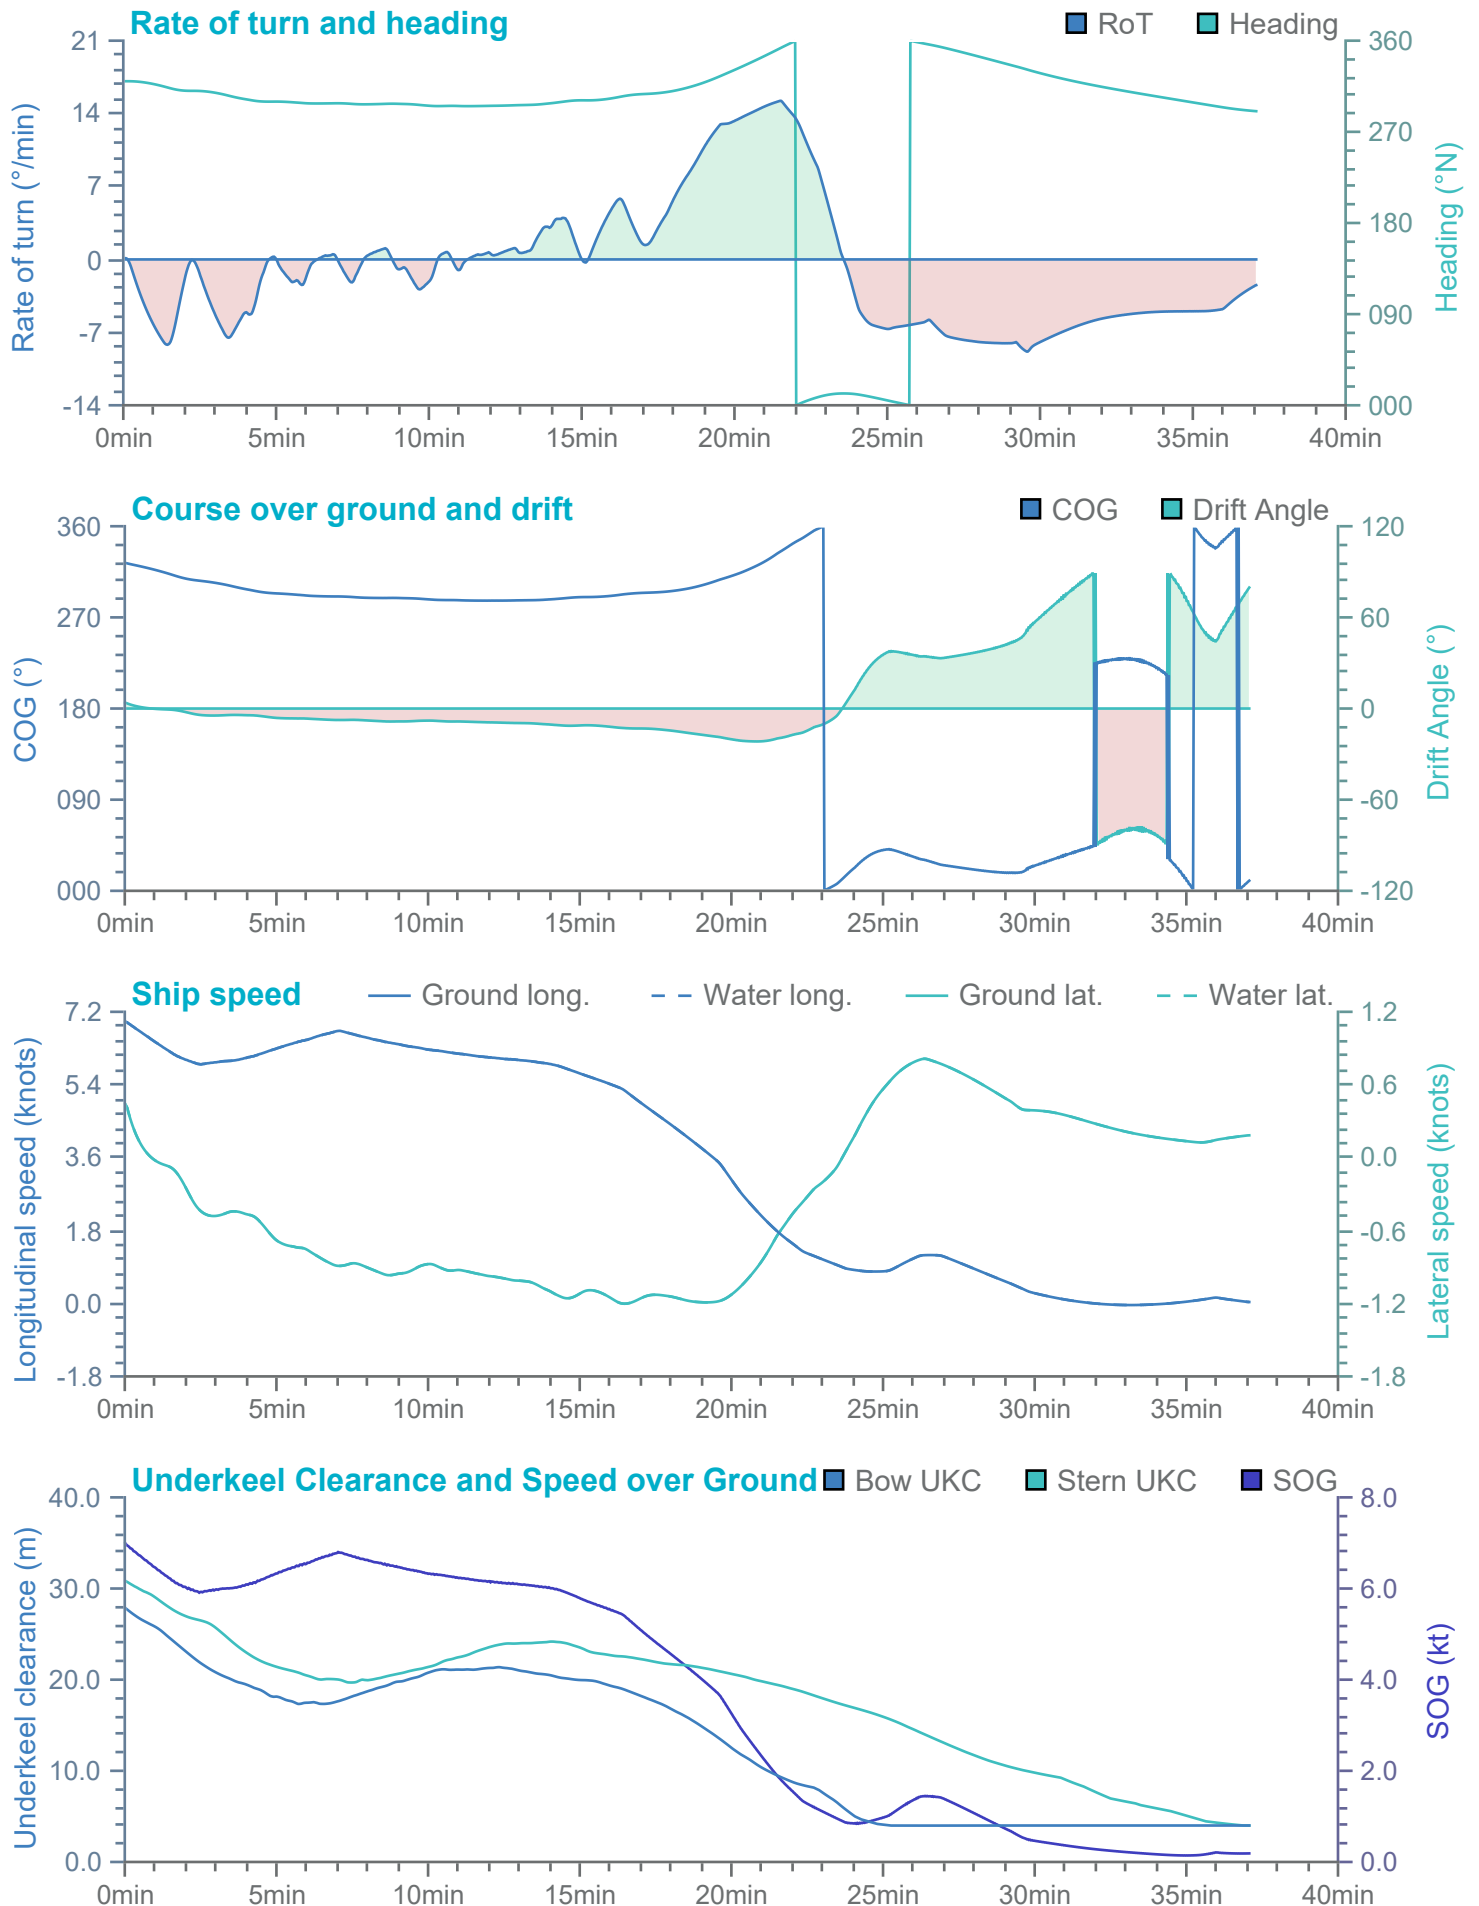 Rate of turn and heading
RoT Heading
Rate of turn (°/min)
21
14
7
0
-7
-14
Heading (°N)
360
270
180
090
000
0min 5min 10min 15min 20min 25min 30min 35min 40min
Course over ground and drift
COG Drift Angle
COG (°)
360
270
180
090
000
Drift Angle (°)
120
60
0
-60
-120
0min 5min 10min 15min 20min 25min 30min 35min 40min
Ship speed
Ground long. Water long. Ground lat. Water lat.
Longitudinal speed (knots)
7.2
5.4
3.6
1.8
0.0
-1.8
Lateral speed (knots)
1.2
0.6
0.0
-0.6
-1.2
-1.8
0min 5min 10min 15min 20min 25min 30min 35min 40min
Underkeel Clearance and Speed over Ground
Bow UKC Stern UKC SOG
Underkeel clearance (m)
40.0
30.0
20.0
10.0
0.0
SOG (kt)
8.0
6.0
4.0
2.0
0.0
0min 5min 10min 15min 20min 25min 30min 35min 40min